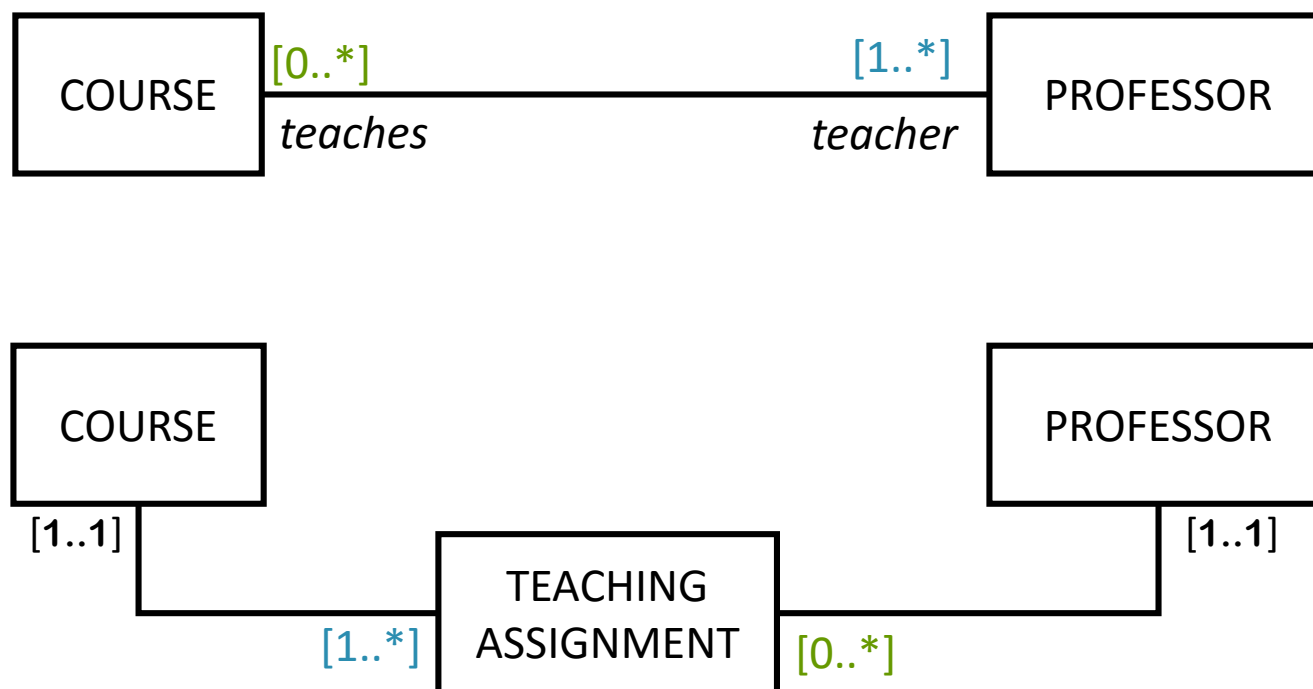 [0..*]
[1..*]
COURSE
PROFESSOR
teaches
teacher
COURSE
PROFESSOR
[1..1]
[1..1]
TEACHING
ASSIGNMENT
[1..*]
[0..*]